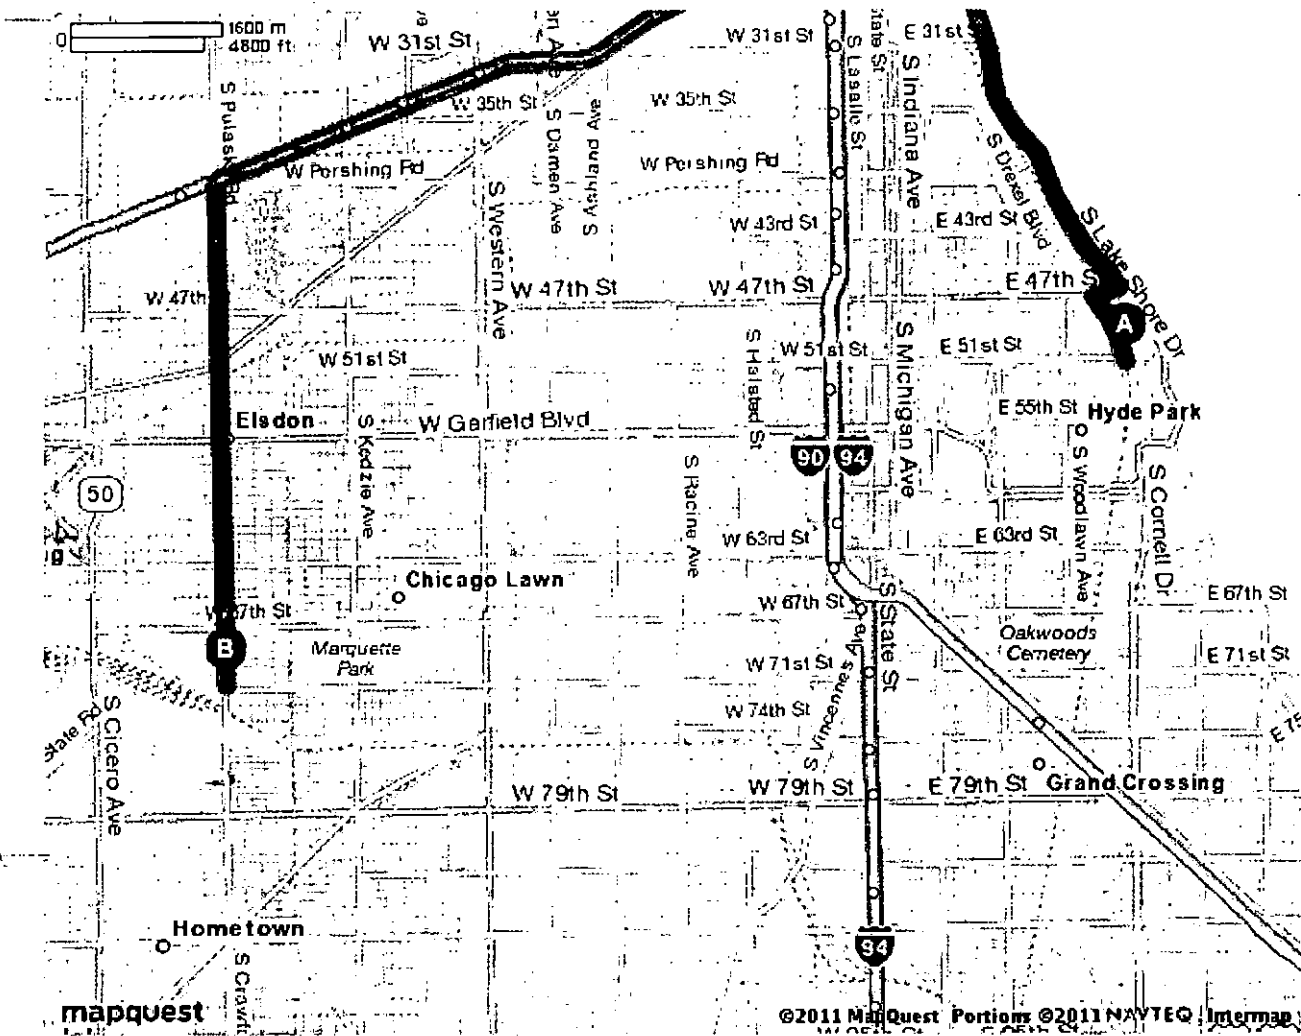 1600 m
0
4800 ft
W 31st St
W 31st St
E 31st
S Lasalle St
S Indiana Ave
W 35th St
W 35th St
S Damen Ave
S Ashland Ave
S Drexel Blvd
W Pershing Rd
W Pershing Rd
S Western Ave
W 43rd St
E 43rd St
S Lake Shore Dr
W 47th
W 47th St
W 47th St
E 47th S
A
W 51st St
S Halsted St
W 51st St
S Michigan Ave
E 51st St
Elsdon
S Kedzie Ave
W Garfield Blvd
E 55th St
Hyde Park
90
94
50
S Racine Ave
S Woodlawn Ave
S Cornell Dr
W 63rd St
E 63rd St
Chicago Lawn
W 67th St
W 67th St
S State St
E 67th St
B
Marquette
Park
Oakwoods
Cemetery
W 71st St
E 71st St
S Vincennes Ave
W 74th St
E 75
State Rd
S Cicero Ave
W 79th St
W 79th St
E 79th St
Grand Crossing
Hometown
94
S Crawf
mapquest
©2011 MapQuest Portions ©2011 NAVTEQ, Intermap